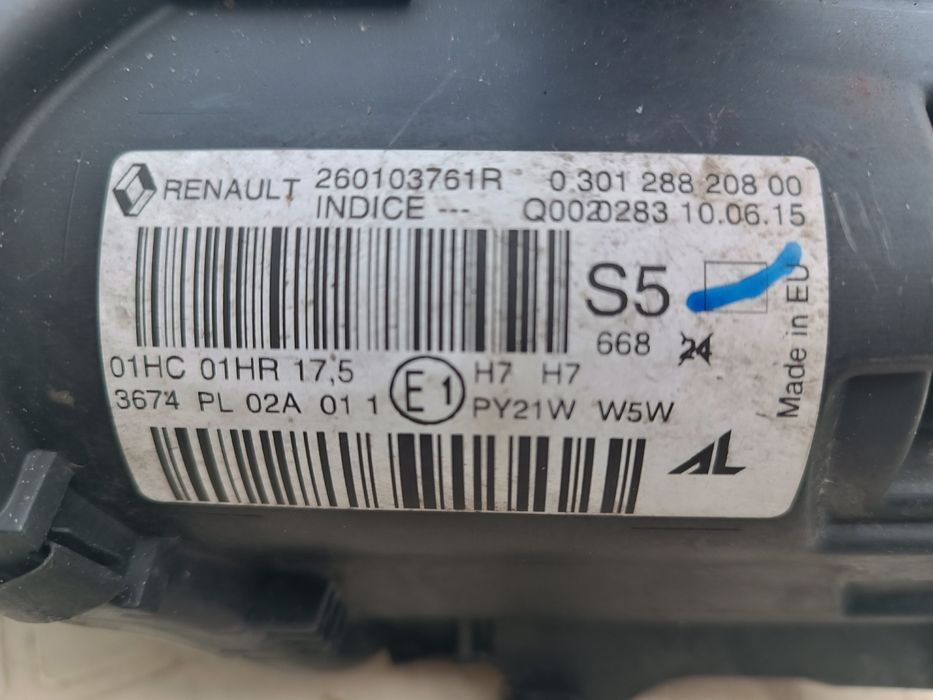 RENAULT 260103761R 0 301 288 208 00
INDICE --- Q0020283 10.06.15
S5
668 24
Made in EU
01HC 01HR 17,5 E1 H7 H7
3674 PL 02A 01 1 PY21W W5W
AL